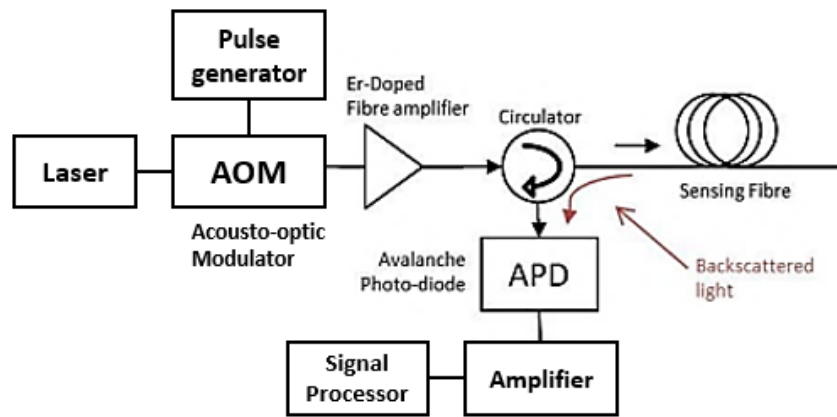 Pulse
generator
Er-Doped
Fibre amplifier
Circulator
Laser
AOM
Sensing Fibre
Acousto-optic
Modulator
Avalanche
Photo-diode
APD
Backscattered
light
Signal
Processor
Amplifier